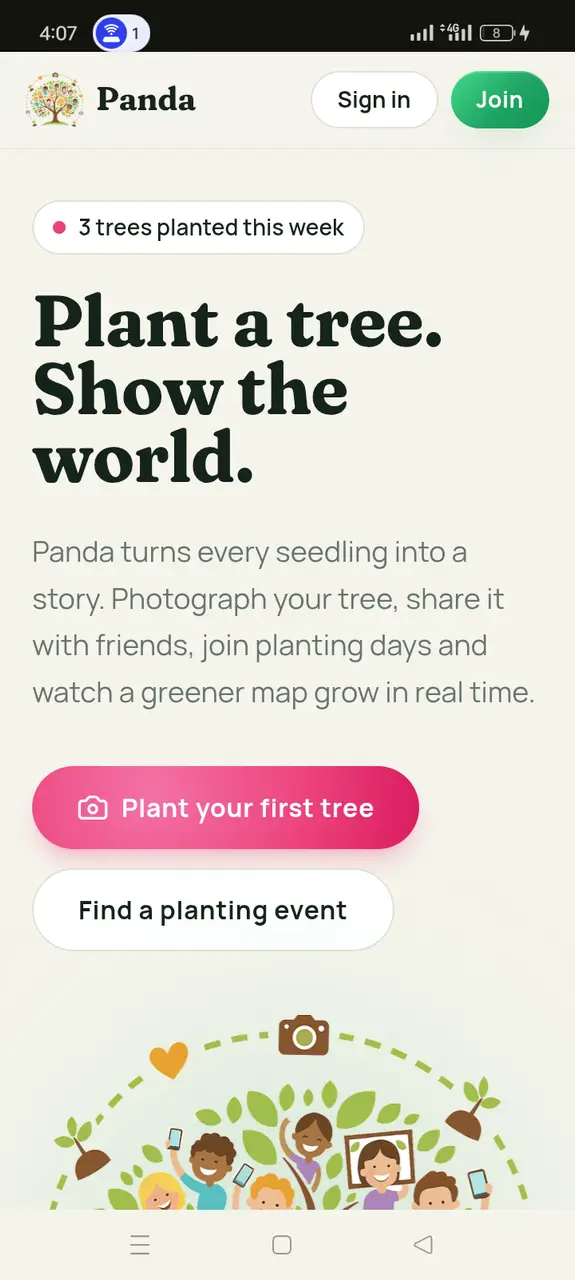 4:07 1 4G 8
Panda Sign in Join
3 trees planted this week
Plant a tree.
Show the
world.
Panda turns every seedling into a
story. Photograph your tree, share it
with friends, join planting days and
watch a greener map grow in real time.
Plant your first tree
Find a planting event